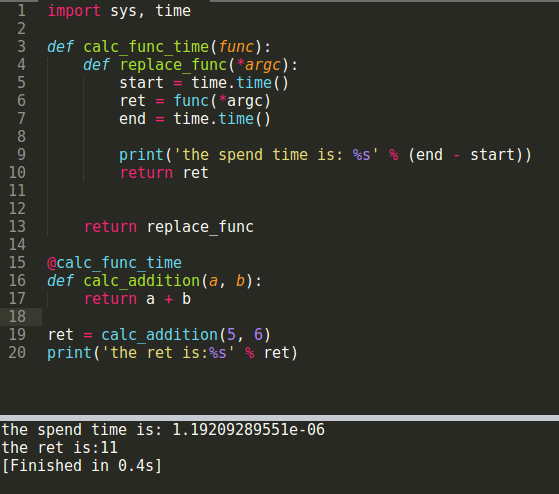 1 import sys, time
2
3 def calc_func_time(func):
4     def replace_func(*argc):
5         start = time.time()
6         ret = func(*argc)
7         end = time.time()
8
9         print('the spend time is: %s' % (end - start))
10         return ret
11
12
13     return replace_func
14
15 @calc_func_time
16 def calc_addition(a, b):
17     return a + b
18
19 ret = calc_addition(5, 6)
20 print('the ret is:%s' % ret)
the spend time is: 1.19209289551e-06
the ret is:11
[Finished in 0.4s]